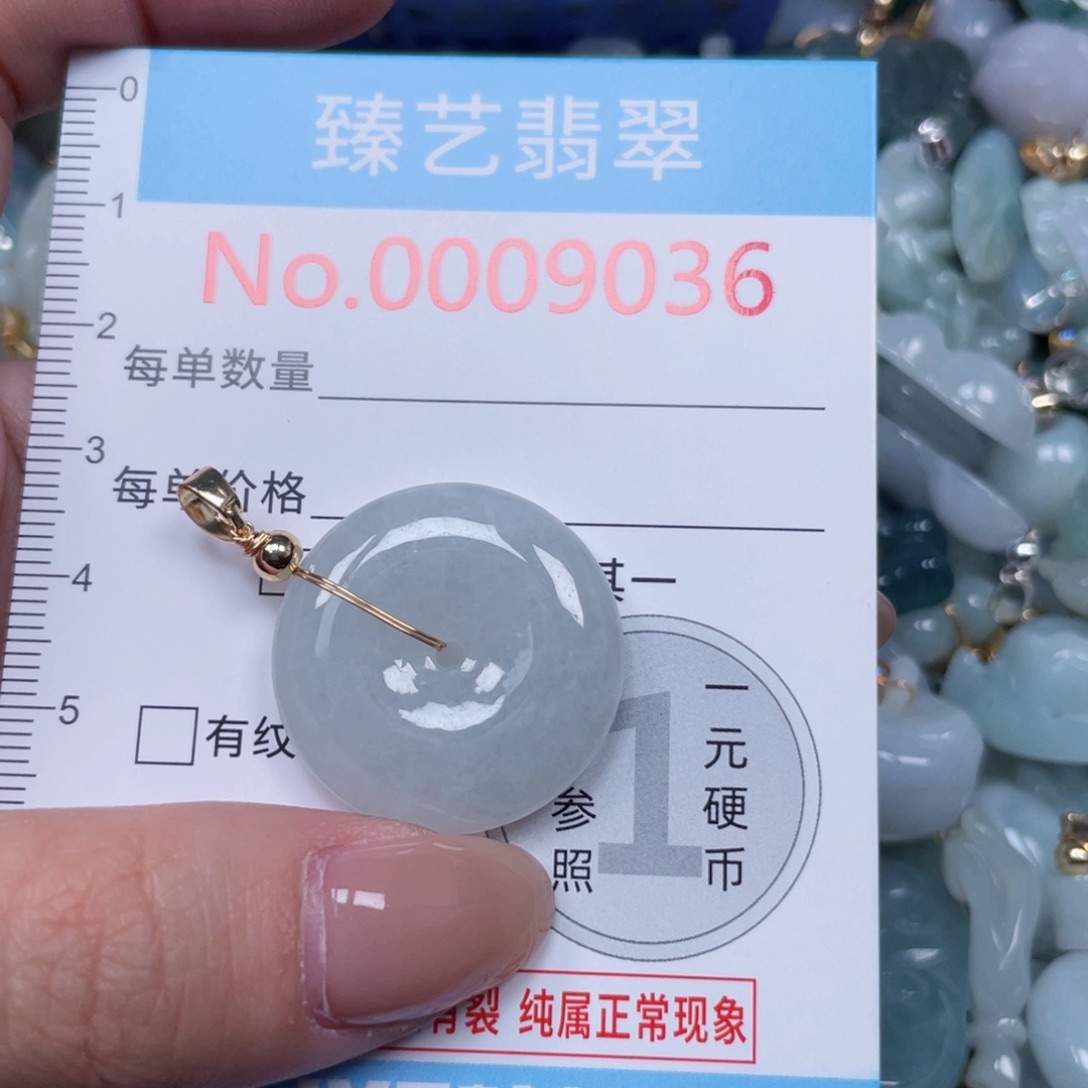 0
臻艺翡翠
1
No.0009036
2
每单数量
3
每单价格
4
其一
5
有纹
1
一元硬币
参照
裂 纯属正常现象